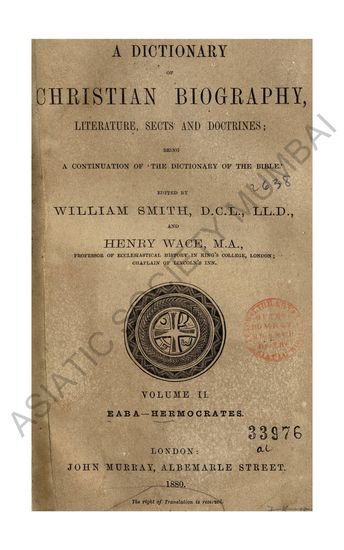 A DICTIONARY
OF
CHRISTIAN BIOGRAPHY,
LITERATURE, SECTS AND DOCTRINES;
BEING
A CONTINUATION OF 'THE DICTIONARY OF THE BIBLE.'
2638
EDITED BY
WILLIAM SMITH, D.C.L., LL.D.,
AND
HENRY WACE, M.A.,
PROFESSOR OF ECCLESIASTICAL HISTORY IN KING'S COLLEGE, LONDON;
CHAPLAIN OF LINCOLN'S INN.
ASIATIC SOCIETY MUMBAI
VOLUME II.
EABA—HERMOCRATES.
33976
LONDON:
JOHN MURRAY, ALBEMARLE STREET.
1880.
The right of Translation is reserved.